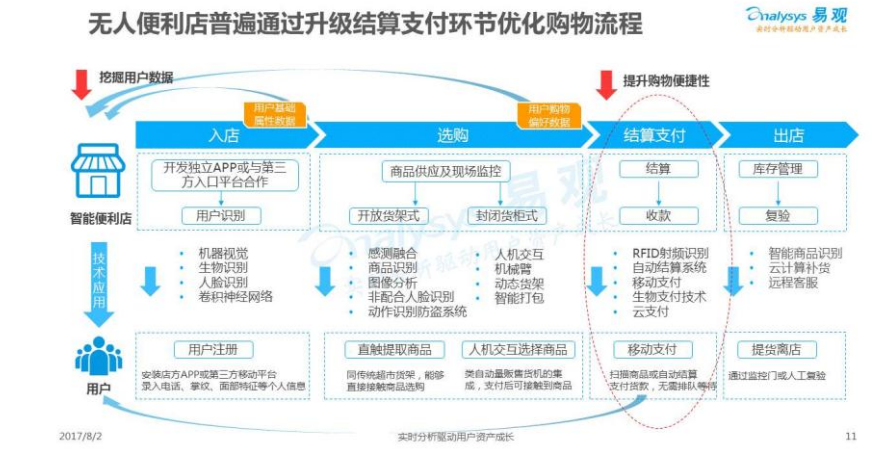 无人便利店普遍通过升级结算支付环节优化购物流程
analysys 易观
实时分析驱动用户资产成长
挖掘用户数据
提升购物便捷性
用户基础
属性数据
用户购物
偏好数据
入店
选购
结算支付
出店
智能便利店
开发独立APP或与第三
方入口平台合作
用户识别
商品供应及现场监控
开放货架式
封闭货柜式
结算
收款
库存管理
复验
技术应用
• 机器视觉
• 生物识别
• 人脸识别
• 卷积神经网络
• 感测融合
• 商品识别
• 图像分析
• 非配合人脸识别
• 动作识别防盗系统
• 人机交互
• 机械臂
• 动态货架
• 智能打包
• RFID射频识别
• 自动结算系统
• 移动支付
• 生物支付技术
• 云支付
• 智能商品识别
• 云计算补货
• 远程客服
analysys 易观
实时分析驱动用户资产成长
用户
用户注册
安装店方APP或第三方移动平台
录入电话、掌纹、面部特征等个人信息
直触提取商品
同传统超市货架，能够
直接接触商品选购
人机交互选择商品
类自动量贩售货机的集
成，支付后可接触到商品
移动支付
扫描商品或自动结算
支付货款，无需排队等待
提货离店
通过监控门或人工复验
2017/8/2
实时分析驱动用户资产成长
11